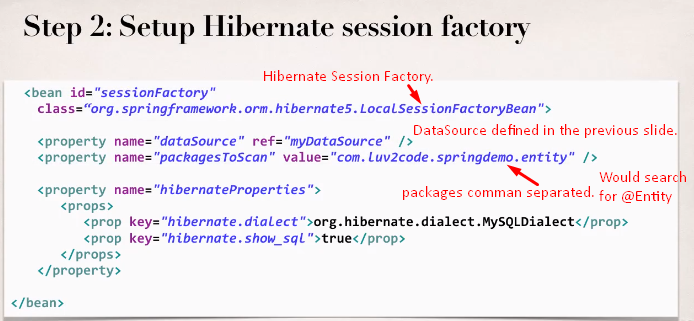 Step 2: Setup Hibernate session factory
Hibernate Session Factory.
<bean id="sessionFactory"
class=“org.springframework.orm.hibernate5.LocalSessionFactoryBean">
DataSource defined in the previous slide.
<property name="dataSource" ref="myDataSource" />
<property name="packagesToScan" value="com.luv2code.springdemo.entity" />
packages comman separated.
Would search
for @Entity
<property name="hibernateProperties">
<props>
<prop key="hibernate.dialect">org.hibernate.dialect.MySQLDialect</prop>
<prop key="hibernate.show_sql">true</prop>
</props>
</property>
</bean>